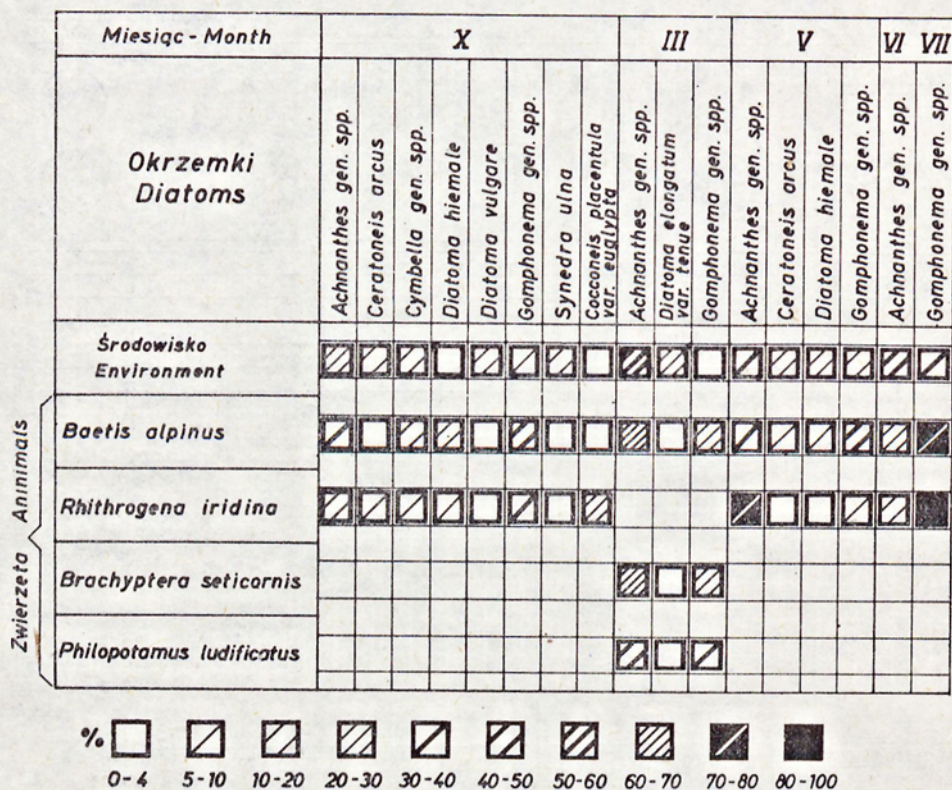 Miesiąc - Month X III V VI VII
Okrzemki
Diatoms
Achnanthes gen. spp.
Ceratoneis arcus
Cymbella gen. spp.
Diatoma hiemale
Diatoma vulgare
Gomphonema gen. spp.
Synedra ulna
Cocconeis placentula
var. euglypta
Achnanthes gen. spp.
Diatoma elongatum
var. tenue
Gomphonema gen. spp.
Achnanthes gen. spp.
Ceratoneis arcus
Diatoma hiemale
Gomphonema gen. spp.
Achnanthes gen. spp.
Gomphonema gen. spp.
Środowisko
Environment
Zwierzęta Aninimals
Baetis alpinus
Rhithrogena iridina
Brachyptera seticornis
Philopotamus ludificatus
%
0-4 5-10 10-20 20-30 30-40 40-50 50-60 60-70 70-80 80-100